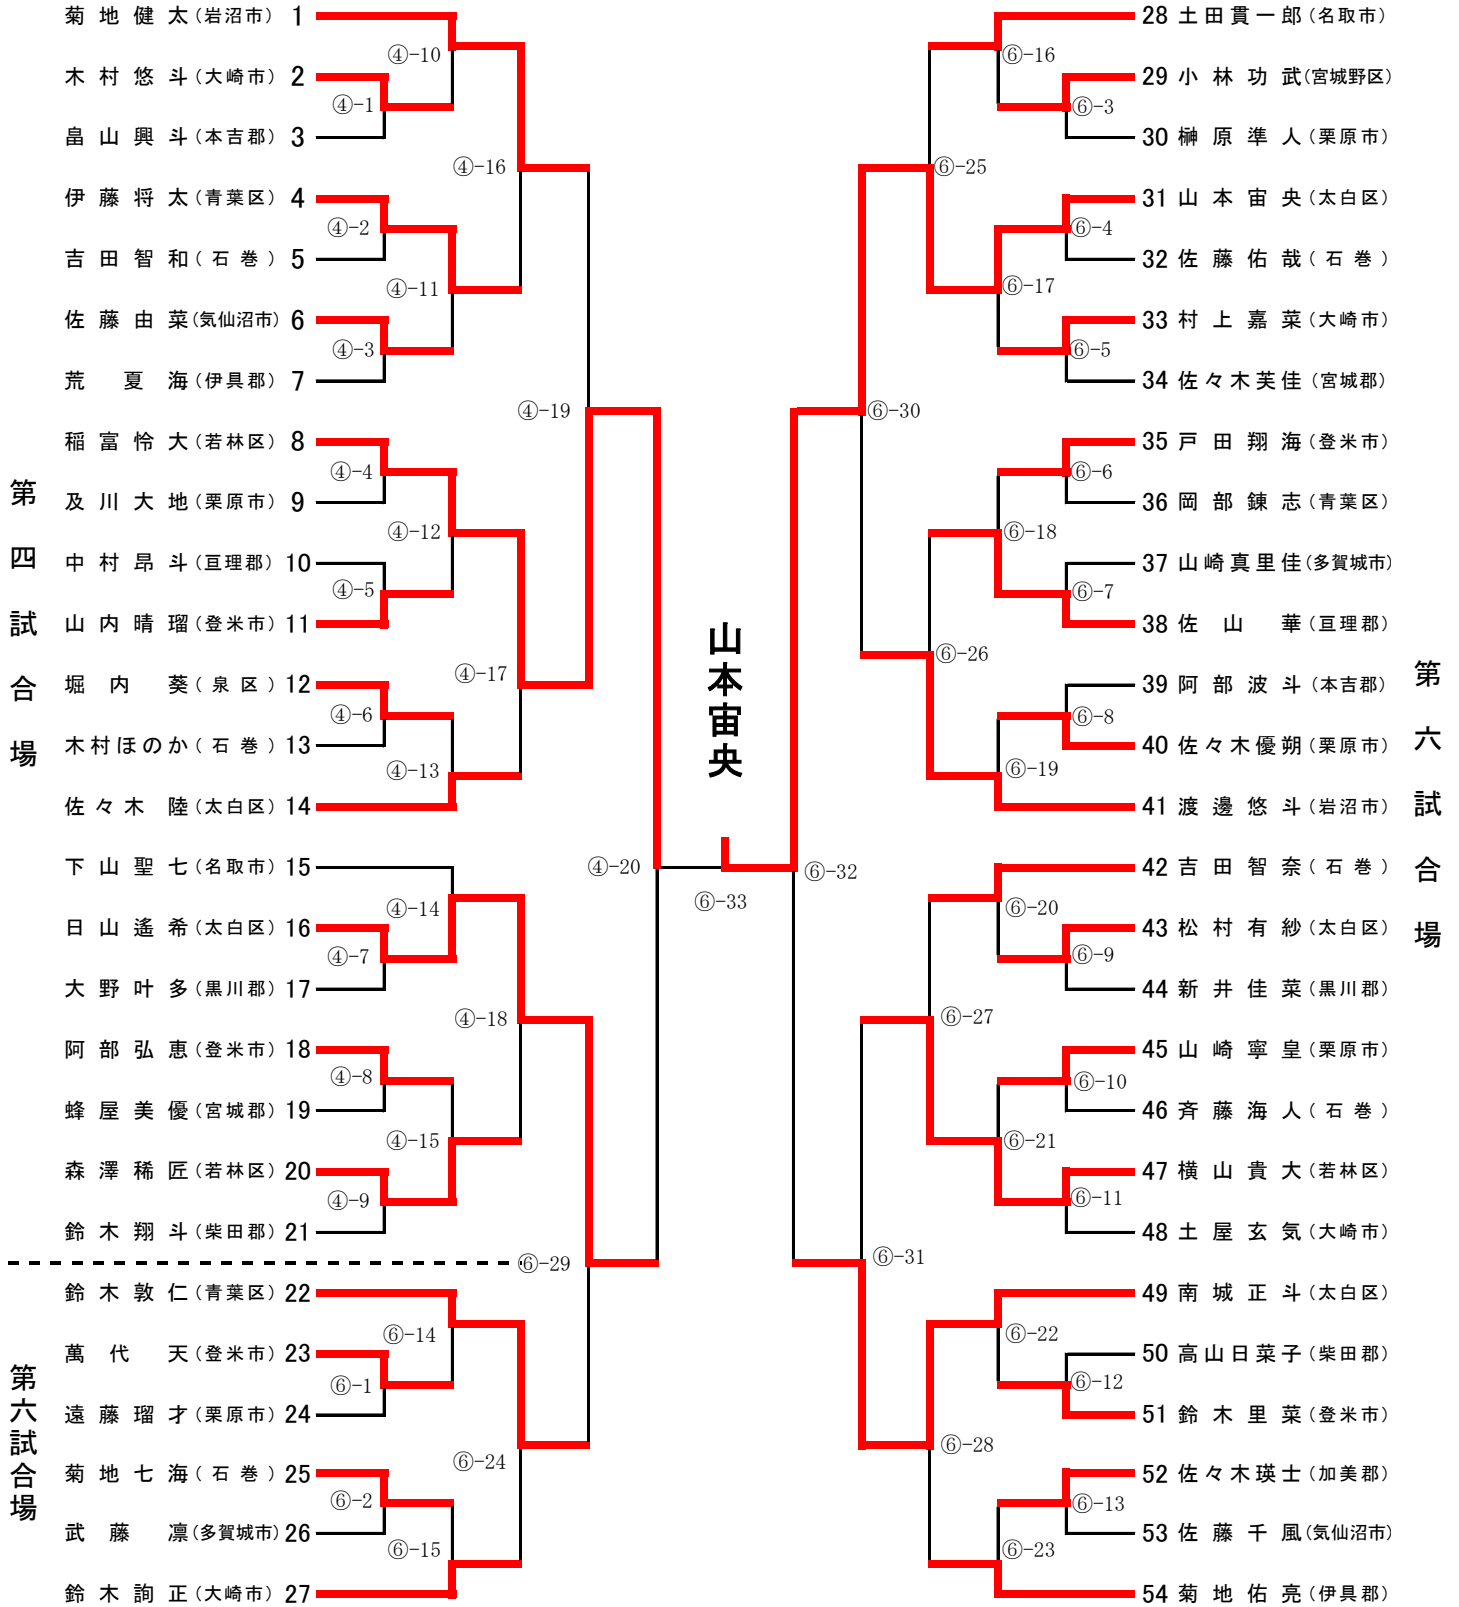 菊地健太(岩沼市) 1
木村悠斗(大崎市) 2
畠山興斗(本吉郡) 3
伊藤将太(青葉区) 4
吉田智和(石巻) 5
佐藤由菜(気仙沼市) 6
荒夏海(伊具郡) 7
稲富怜大(若林区) 8
及川大地(栗原市) 9
中村昂斗(亘理郡) 10
山内晴瑠(登米市) 11
堀内葵(泉区) 12
木村ほのか(石巻) 13
佐々木陸(太白区) 14
下山聖七(名取市) 15
日山遙希(太白区) 16
大野叶多(黒川郡) 17
阿部弘恵(登米市) 18
蜂屋美優(宮城郡) 19
森澤稀匠(若林区) 20
鈴木翔斗(柴田郡) 21
鈴木敦仁(青葉区) 22
萬代天(登米市) 23
遠藤瑠才(栗原市) 24
菊地七海(石巻) 25
武藤凛(多賀城市) 26
鈴木詢正(大崎市) 27
第四試合場
第六試合場
④-10
④-1
④-16
④-2
④-11
④-3
④-19
④-4
④-12
④-5
④-17
④-6
④-13
④-20
④-14
④-7
④-18
④-8
④-15
④-9
⑥-29
⑥-14
⑥-1
⑥-24
⑥-2
⑥-15
山本宙央
⑥-33
⑥-16
⑥-3
⑥-25
⑥-4
⑥-17
⑥-5
⑥-30
⑥-6
⑥-18
⑥-7
⑥-26
⑥-8
⑥-19
⑥-32
⑥-20
⑥-9
⑥-27
⑥-10
⑥-21
⑥-11
⑥-31
⑥-22
⑥-12
⑥-28
⑥-13
⑥-23
28 土田貫一郎(名取市)
29 小林功武(宮城野区)
30 榊原準人(栗原市)
31 山本宙央(太白区)
32 佐藤佑哉(石巻)
33 村上嘉菜(大崎市)
34 佐々木芙佳(宮城郡)
35 戸田翔海(登米市)
36 岡部錬志(青葉区)
37 山崎真里佳(多賀城市)
38 佐山華(亘理郡)
39 阿部波斗(本吉郡)
40 佐々木優朔(栗原市)
41 渡邊悠斗(岩沼市)
42 吉田智奈(石巻)
43 松村有紗(太白区)
44 新井佳菜(黒川郡)
45 山崎寧皇(栗原市)
46 斉藤海人(石巻)
47 横山貴大(若林区)
48 土屋玄気(大崎市)
49 南城正斗(太白区)
50 高山日菜子(柴田郡)
51 鈴木里菜(登米市)
52 佐々木瑛士(加美郡)
53 佐藤千風(気仙沼市)
54 菊地佑亮(伊具郡)
第六試合場